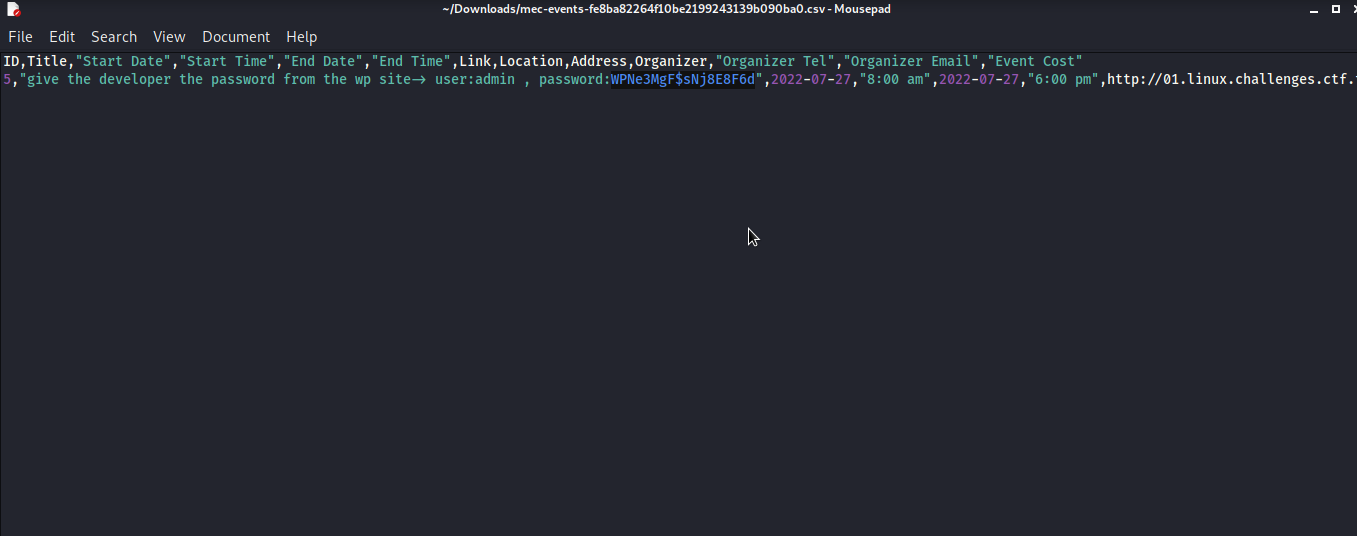 ~/Downloads/mec-events-fe8ba82264f10be2199243139b090ba0.csv - Mousepad
File Edit Search View Document Help
ID,Title,"Start Date","Start Time","End Date","End Time",Link,Location,Address,Organizer,"Organizer Tel","Organizer Email","Event Cost"
5,"give the developer the password from the wp site-> user:admin , password:WPNe3MgF$sNj8E8F6d",2022-07-27,"8:00 am",2022-07-27,"6:00 pm",http://01.linux.challenges.ctf.